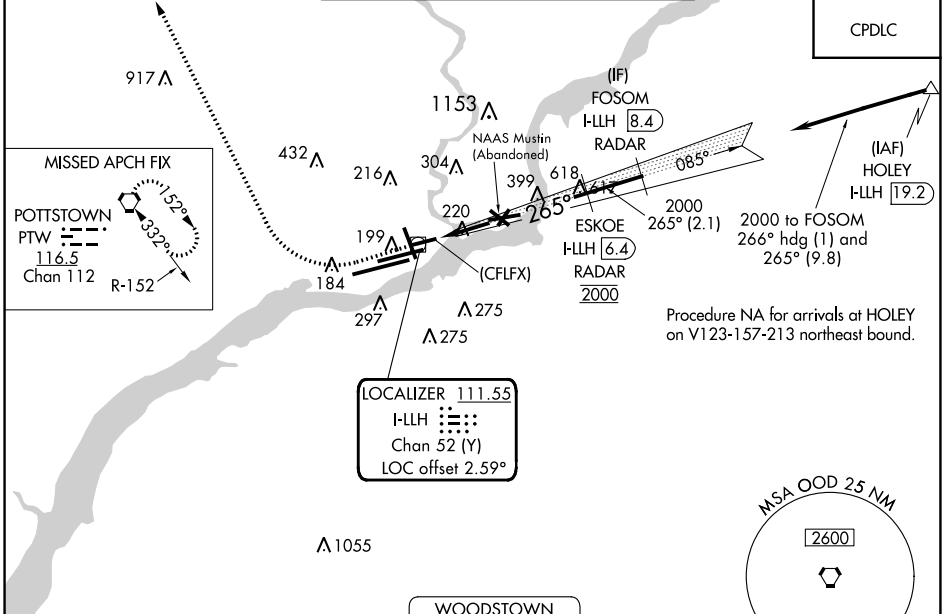 CPDLC
917
1153
(IF)
FOSOM
I-LLH 8.4
RADAR
NAAS Mustin
(Abandoned)
432
216
304
399
618
617
085°
(IAF)
HOLEY
I-LLH 19.2
MISSED APCH FIX
POTTSTOWN
PTW
116.5
Chan 112
152°
332°
R-152
199
220
265°
184
(CFLFX)
ESKOE
I-LLH 6.4
RADAR
2000
2000
265° (2.1)
2000 to FOSOM
266° hdg (1) and
265° (9.8)
297
275
275
Procedure NA for arrivals at HOLEY
on V123-157-213 northeast bound.
LOCALIZER 111.55
I-LLH
Chan 52 (Y)
LOC offset 2.59°
1055
MSA OOD 25 NM
2600
WOODSTOWN